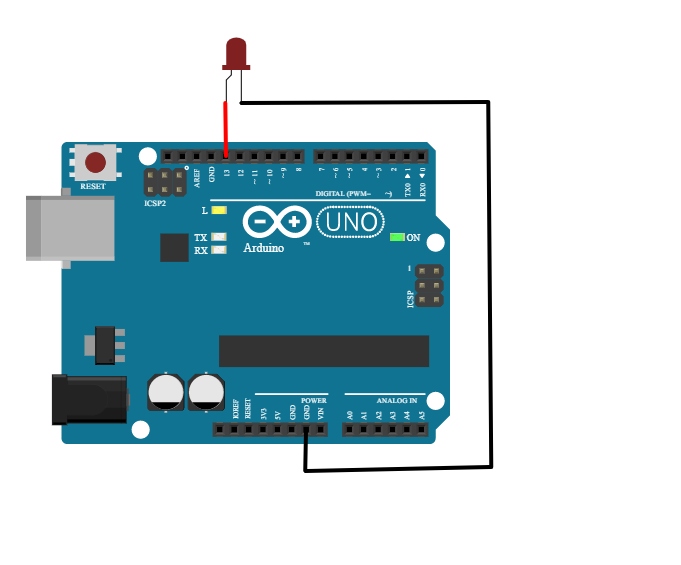 AREF
GND
13
12
~11
~10
~9
8
7
~6
~5
4
~3
2
TX0 ▶ 1
RX0 ◀ 0
RESET
ICSP2
DIGITAL (PWM~
L
TX
RX
UNO
Arduino
™
ON
1
ICSP
POWER
ANALOG IN
IOREF
RESET
3V3
5V
GND
GND
VIN
A0
A1
A2
A3
A4
A5